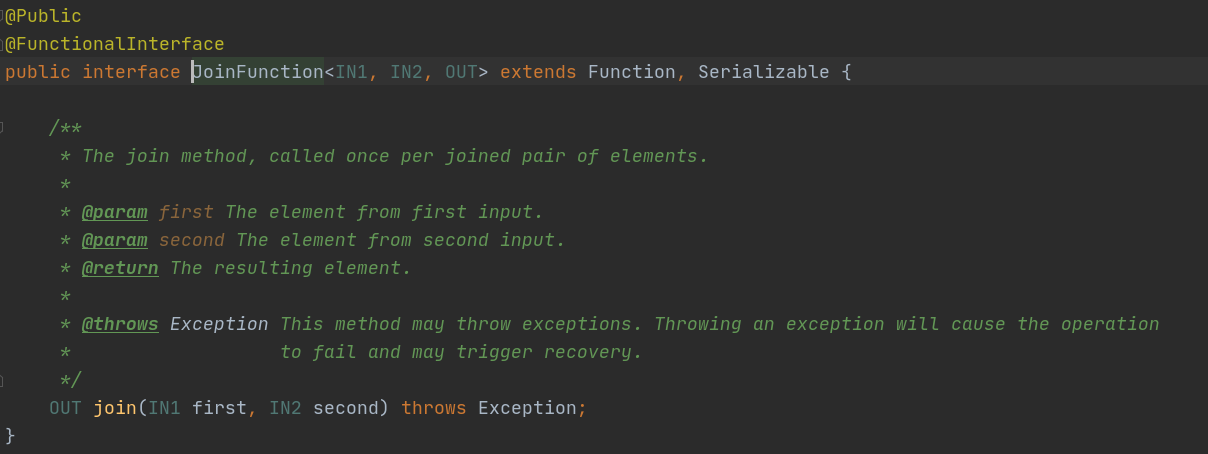 @Public
@FunctionalInterface
public interface JoinFunction<IN1, IN2, OUT> extends Function, Serializable {
/**
* The join method, called once per joined pair of elements.
*
* @param first The element from first input.
* @param second The element from second input.
* @return The resulting element.
*
* @throws Exception This method may throw exceptions. Throwing an exception will cause the operation
* to fail and may trigger recovery.
*/
OUT join(IN1 first, IN2 second) throws Exception;
}